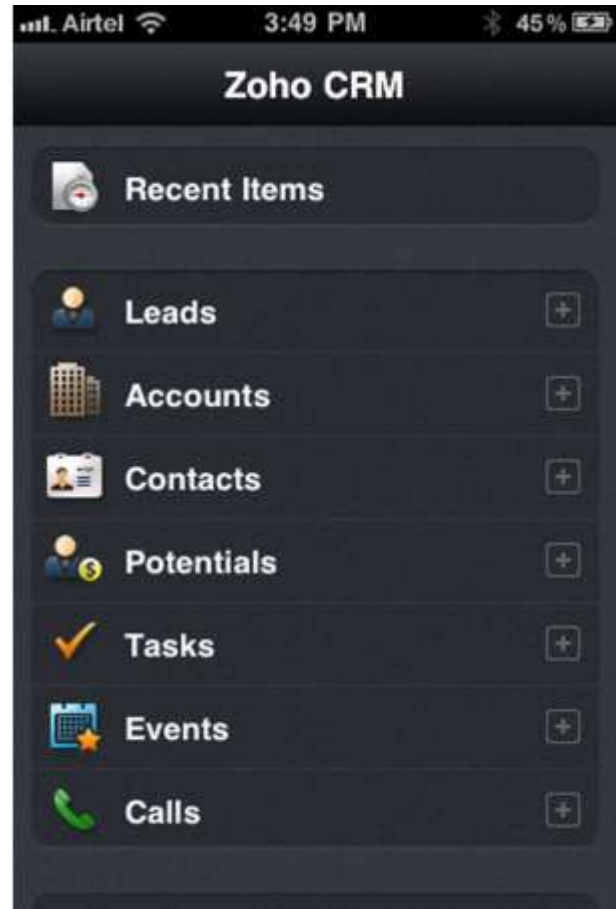 Airtel 3:49 PM 45%
Zoho CRM
Recent Items
Leads
Accounts
Contacts
Potentials
Tasks
Events
Calls